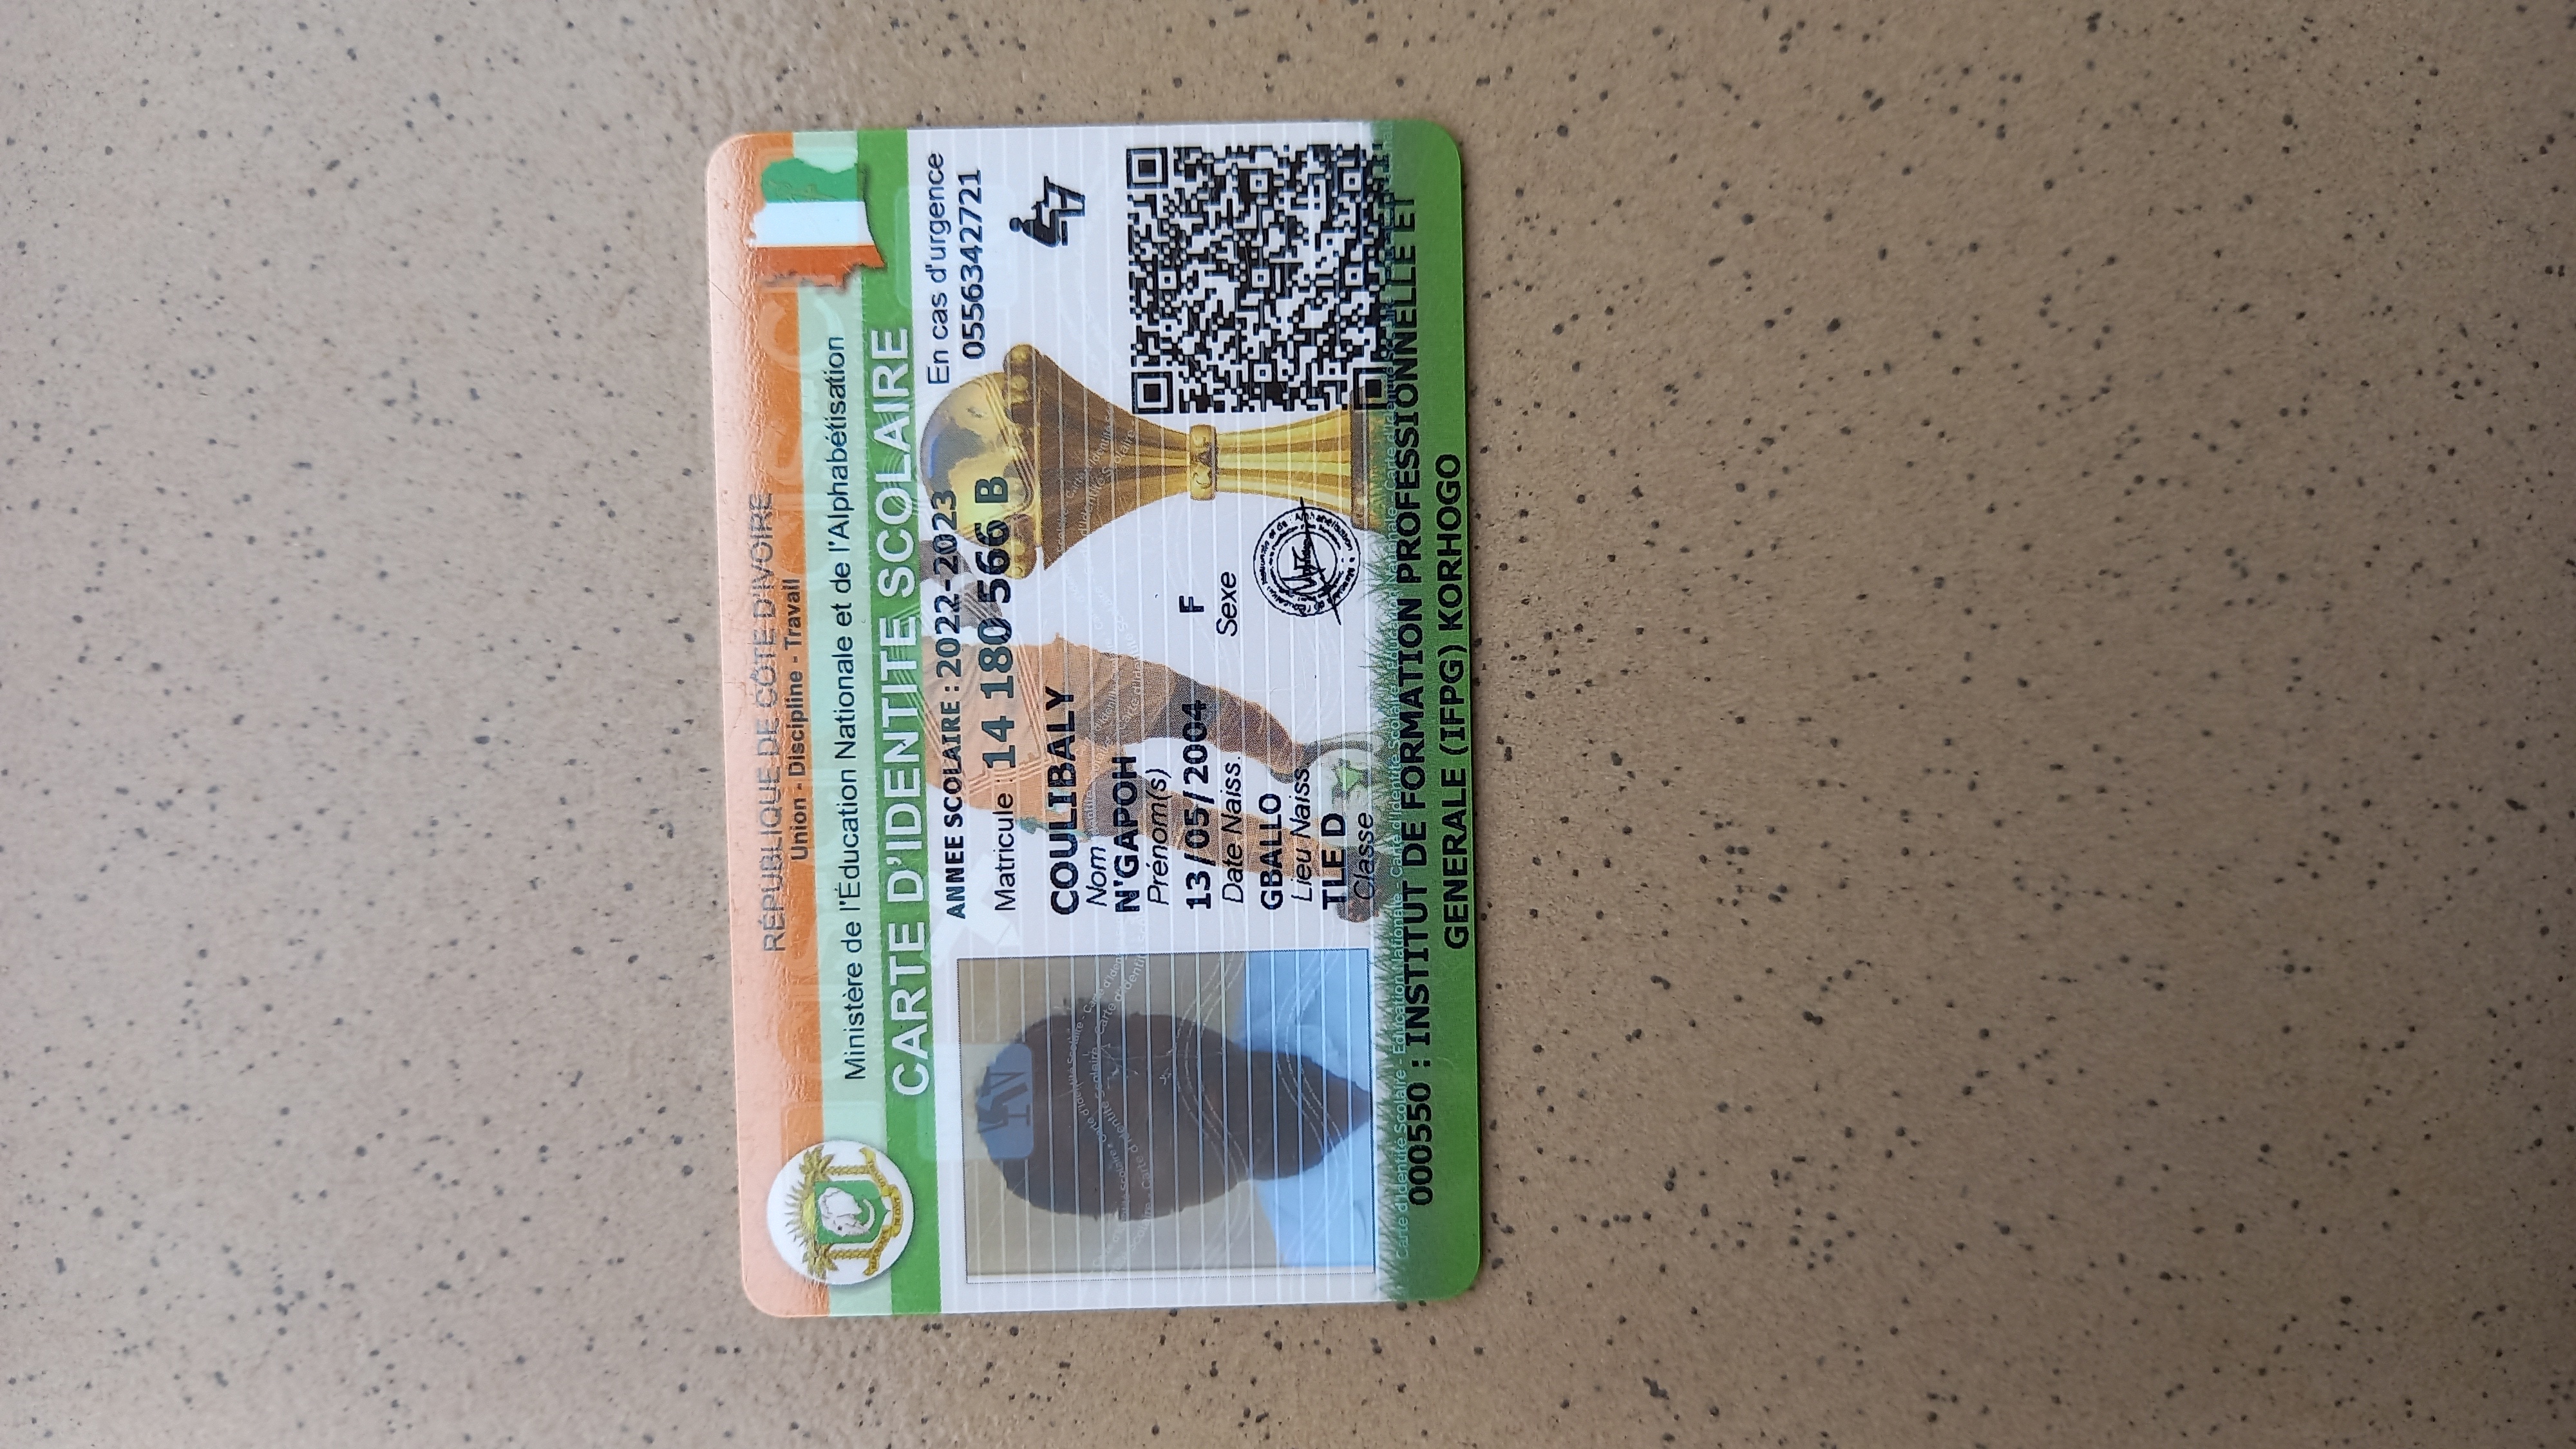 RÉPUBLIQUE DE CÔTE D'IVOIRE
Union - Discipline - Travail
Ministère de l'Éducation Nationale et de l'Alphabétisation
CARTE D'IDENTITE SCOLAIRE
ANNEE SCOLAIRE : 2022-2023
En cas d'urgence
0556342721
Matricule : 14 180 566 B
COULIBALY
Nom
N'GAPOH
Prénom(s)
13/05/2004
Date Naiss.
F
Sexe
GBALLO
Lieu Naiss.
TLE D
Classe
Carte d'Identité Scolaire - Education Nationale - Carte d'Identité Scolaire - Education Nationale - Carte d'Identité Scolaire
000550 : INSTITUT DE FORMATION PROFESSIONNELLE ET
GENERALE (IFPG) KORHOGO